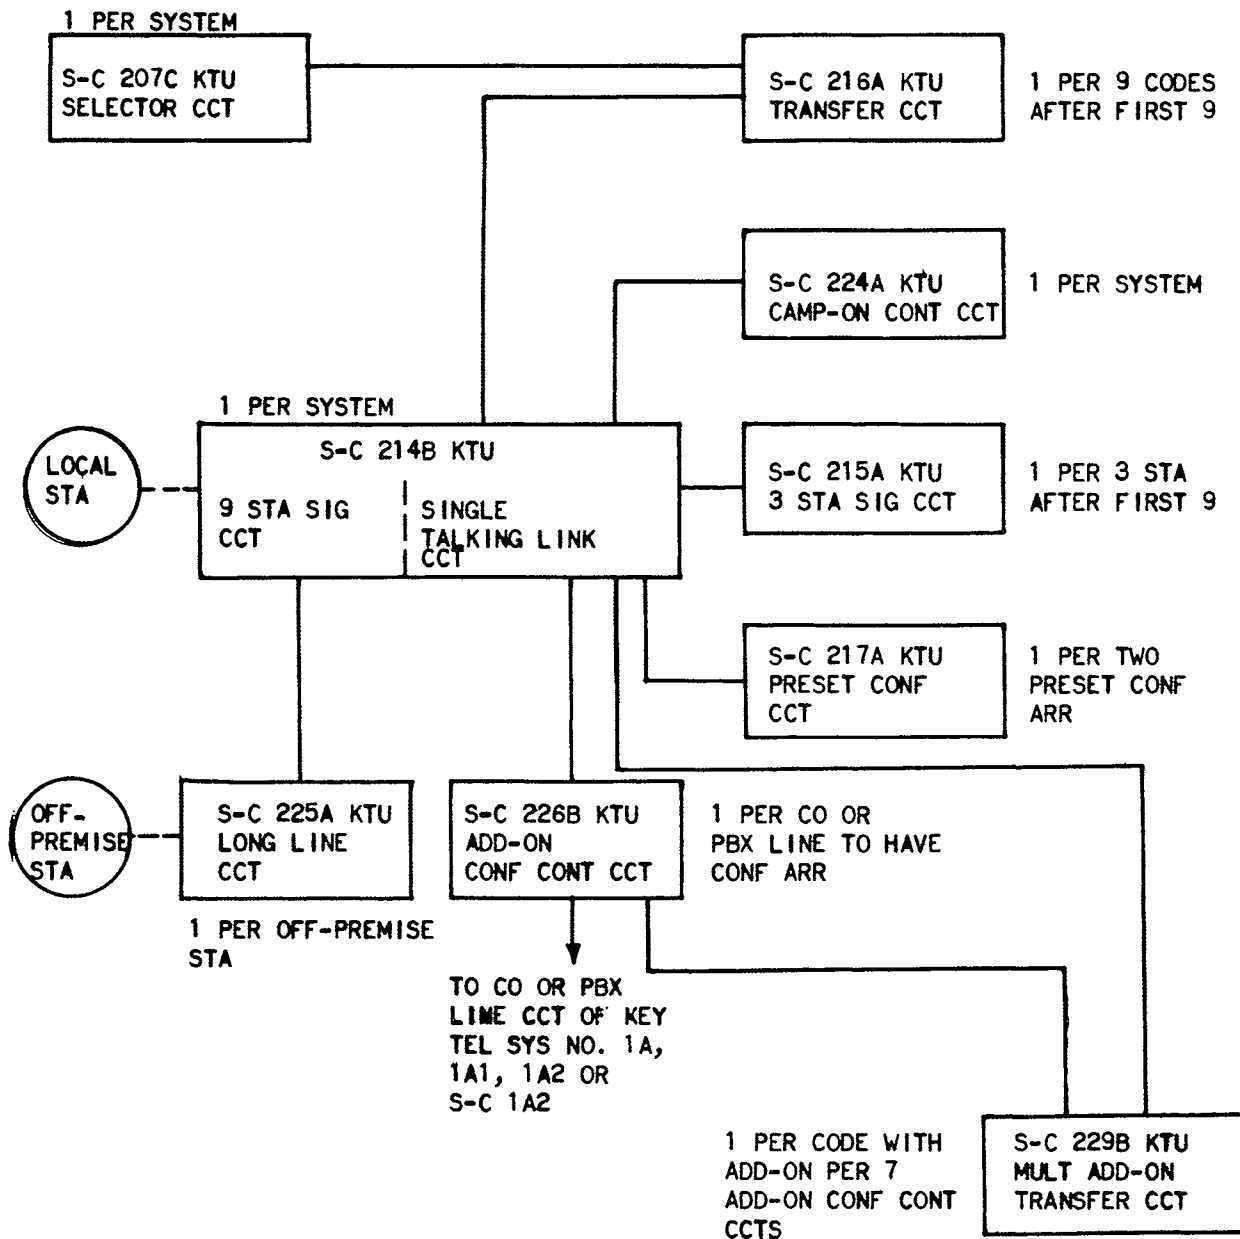 1 PER SYSTEM
S-C 207C KTU
SELECTOR CCT
S-C 216A KTU
TRANSFER CCT
1 PER 9 CODES
AFTER FIRST 9
S-C 224A KTU
CAMP-ON CONT CCT
1 PER SYSTEM
1 PER SYSTEM
S-C 214B KTU
9 STA SIG
CCT
SINGLE
TALKING LINK
CCT
LOCAL
STA
S-C 215A KTU
3 STA SIG CCT
1 PER 3 STA
AFTER FIRST 9
S-C 217A KTU
PRESET CONF
CCT
1 PER TWO
PRESET CONF
ARR
OFF-
PREMISE
STA
S-C 225A KTU
LONG LINE
CCT
1 PER OFF-PREMISE
STA
S-C 226B KTU
ADD-ON
CONF CONT CCT
1 PER CO OR
PBX LINE TO HAVE
CONF ARR
TO CO OR PBX
LINE CCT OF KEY
TEL SYS NO. 1A,
1A1, 1A2 OR
S-C 1A2
1 PER CODE WITH
ADD-ON PER 7
ADD-ON CONF CONT
CCTS
S-C 229B KTU
MULT ADD-ON
TRANSFER CCT